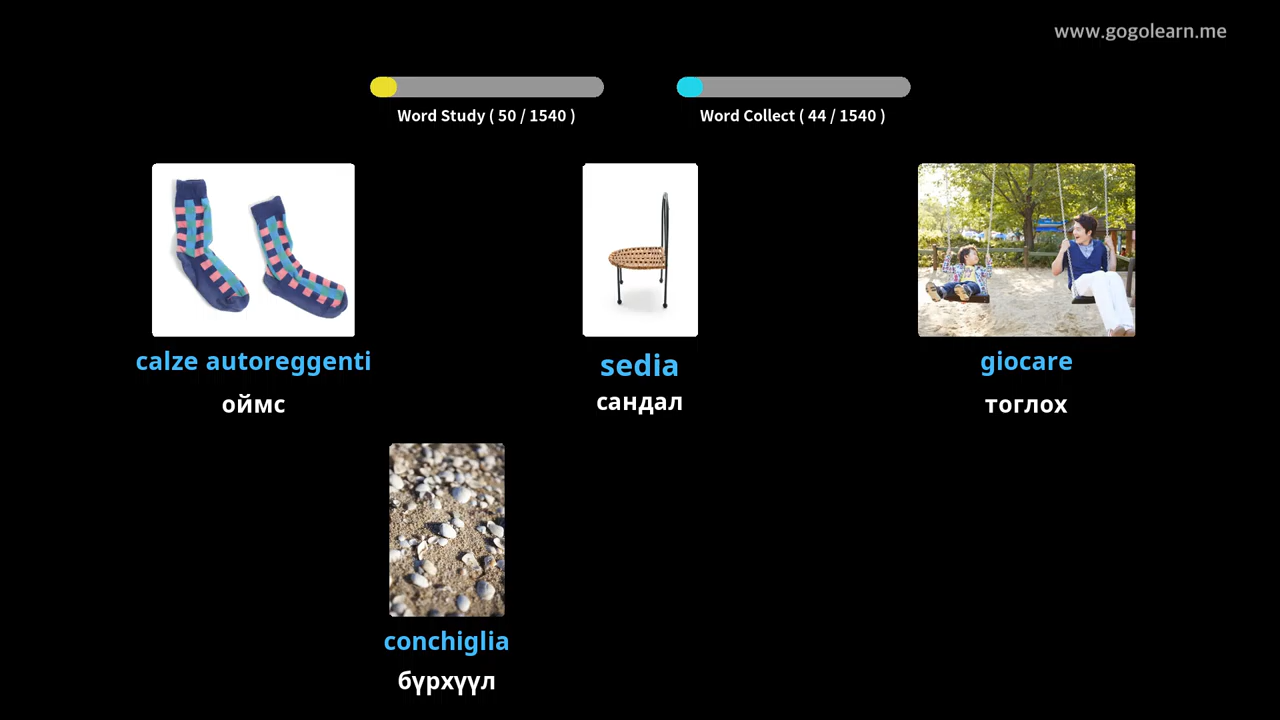 www.gogolearn.me
Word Study ( 50 / 1540 )
Word Collect ( 44 / 1540 )
calze autoreggenti
sedia
giocare
оймс
сандал
тоглох
conchiglia
бүрхүүл